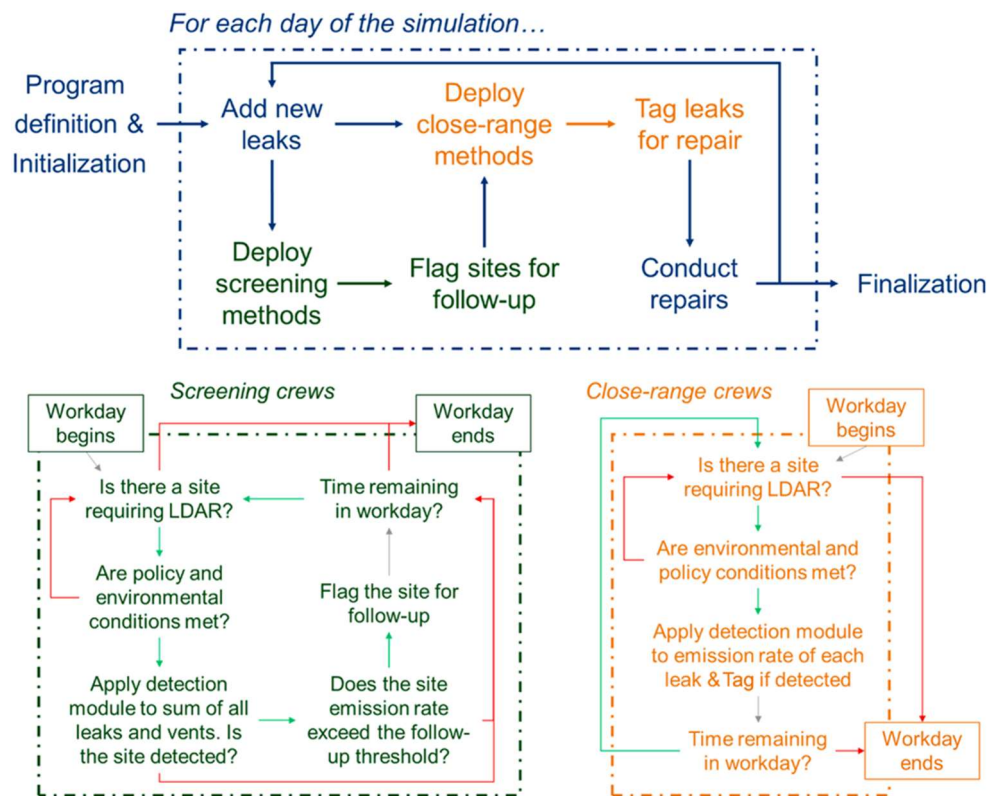 For each day of the simulation…
Program
definition &
Initialization
Add new
leaks
Deploy
close-range
methods
Tag leaks
for repair
Deploy
screening
methods
Flag sites for
follow-up
Conduct
repairs
Finalization
Screening crews
Workday
begins
Workday
ends
Is there a site
requiring LDAR?
Time remaining
in workday?
Are policy and
environmental
conditions met?
Flag the site for
follow-up
Apply detection
module to sum of all
leaks and vents. Is
the site detected?
Does the site
emission rate
exceed the follow-
up threshold?
Close-range crews
Workday
begins
Is there a site
requiring LDAR?
Are environmental and
policy conditions met?
Apply detection module
to emission rate of each
leak & Tag if detected
Time remaining
in workday?
Workday
ends